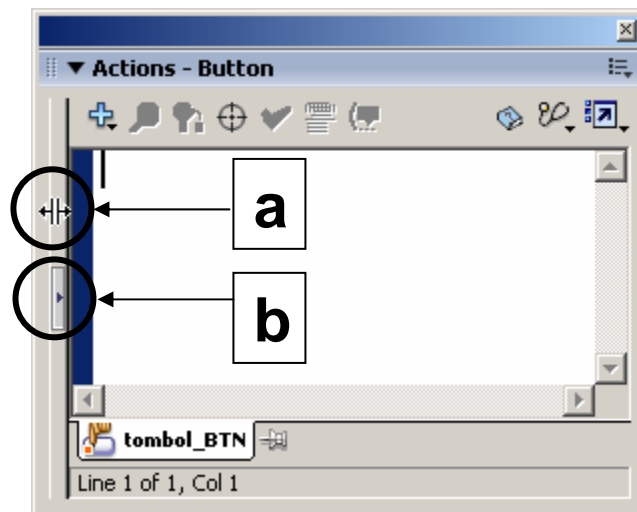 Actions - Button
a
b
tombol_BTN
Line 1 of 1, Col 1